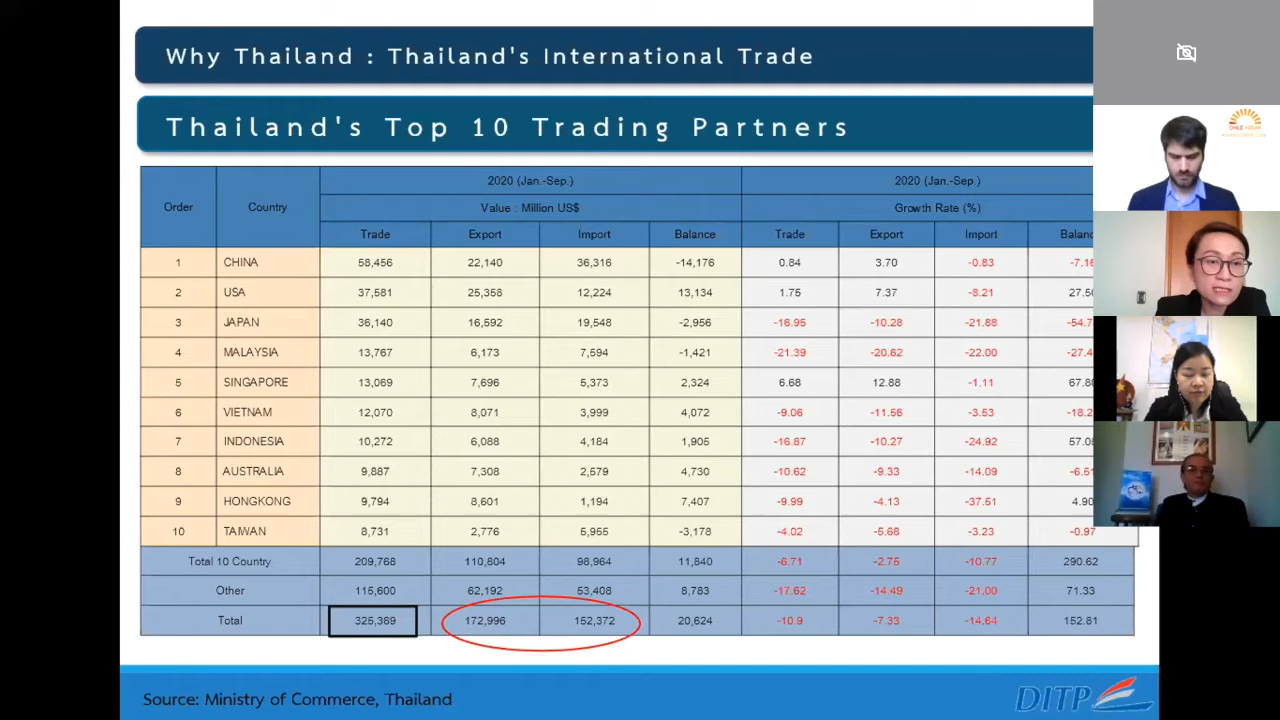 Why Thailand : Thailand's International Trade
Thailand's Top 10 Trading Partners
Order Country 2020 (Jan.-Sep.) 2020 (Jan.-Sep.)
Value : Million US$ Growth Rate (%)
Trade Export Import Balance Trade Export Import
1 CHINA 58,456 22,140 36,316 -14,176 0.84 3.70 -0.83
2 USA 37,581 25,358 12,224 13,134 1.75 7.37 -8.21
3 JAPAN 36,140 16,592 19,548 -2,956 -16.95 -10.28 -21.88
4 MALAYSIA 13,767 6,173 7,594 -1,421 -21.39 -20.62 -22.00
5 SINGAPORE 13,069 7,696 5,373 2,324 6.68 12.88 -1.11
6 VIETNAM 12,070 8,071 3,999 4,072 -9.06 -11.56 -3.53
7 INDONESIA 10,272 6,088 4,184 1,905 -16.87 -10.27 -24.92
8 AUSTRALIA 9,887 7,308 2,579 4,730 -10.62 -9.33 -14.09
9 HONGKONG 9,794 8,601 1,194 7,407 -9.99 -4.13 -37.51 4.90
10 TAIWAN 8,731 2,776 5,955 -3,178 -4.02 -5.68 -3.23 -0.97
Total 10 Country 209,768 110,804 98,964 11,840 -6.71 -2.75 -10.77 290.62
Other 115,600 62,192 53,408 8,783 -17.62 -14.49 -21.00 71.33
Total 325,369 172,996 152,372 20,624 -10.9 -7.33 -14.64 152.81
Source: Ministry of Commerce, Thailand
DITP
CHILE ASEAN